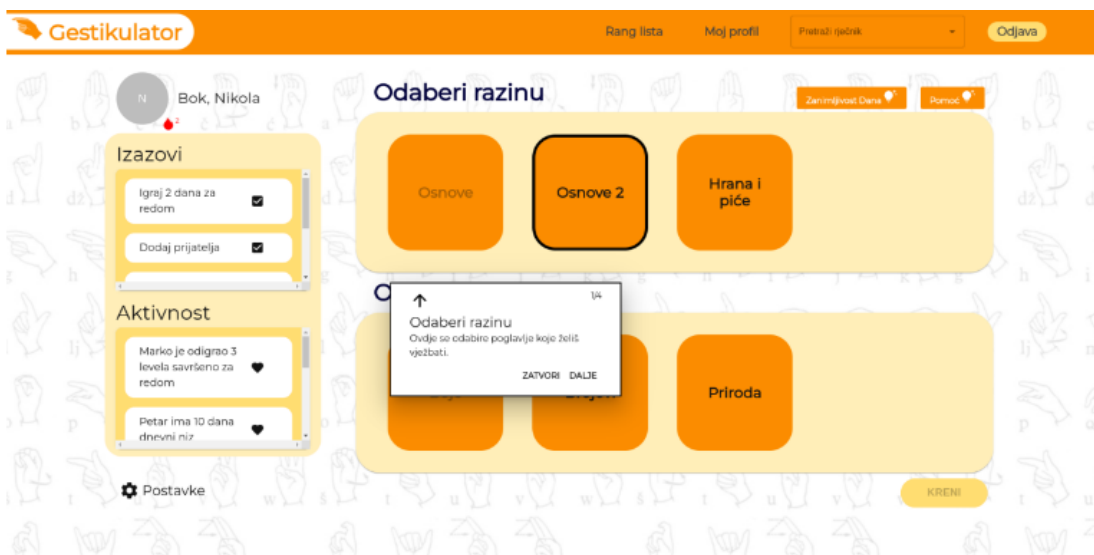 Gestikulator
Rang lista
Moj profil
Pretraži rječnik
Odjava
N
Bok, Nikola
2
Odaberi razinu
Zanimljivost Dana
Pomoć
Izazovi
Igraj 2 dana za
redom
Dodaj prijatelja
Osnove
Osnove 2
Hrana i
piće
Aktivnost
Marko je odigrao 3
levela savršeno za
redom
Petar ima 10 dana
dnevni niz
1/4
Odaberi razinu
Ovdje se odabire poglavlje koje želiš
vježbati.
ZATVORI DALJE
Priroda
Postavke
KRENI